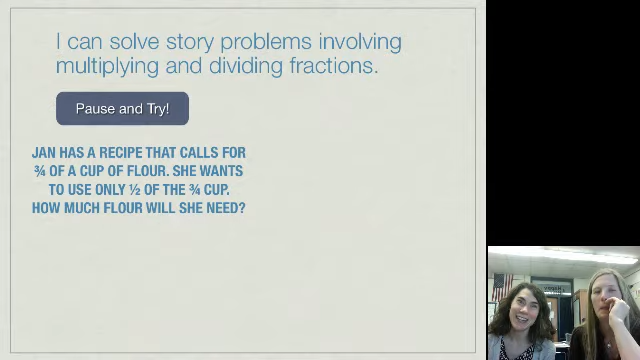 I can solve story problems involving
multiplying and dividing fractions.
Pause and Try!
JAN HAS A RECIPE THAT CALLS FOR
¾ OF A CUP OF FLOUR. SHE WANTS
TO USE ONLY ½ OF THE ¾ CUP.
HOW MUCH FLOUR WILL SHE NEED?